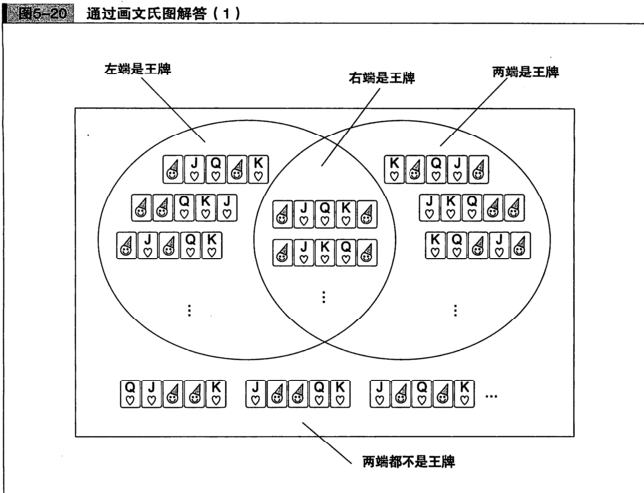 图5-20 通过画文氏图解答（1）
左端是王牌
右端是王牌
两端是王牌
J Q K
K Q J
Q K J
J Q K
J K Q
J K Q
J Q K
J K Q
K Q J
⋮
⋮
⋮
Q J K
J Q K
J Q K …
两端都不是王牌